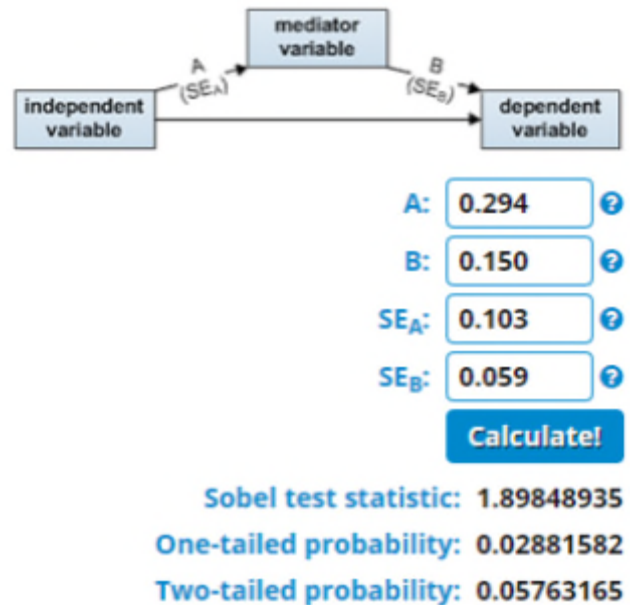 mediator
variable
A
(SEA)
B
(SEB)
independent
variable
dependent
variable
A: 0.294
B: 0.150
SEA: 0.103
SEB: 0.059
Calculate!
Sobel test statistic: 1.89848935
One-tailed probability: 0.02881582
Two-tailed probability: 0.05763165